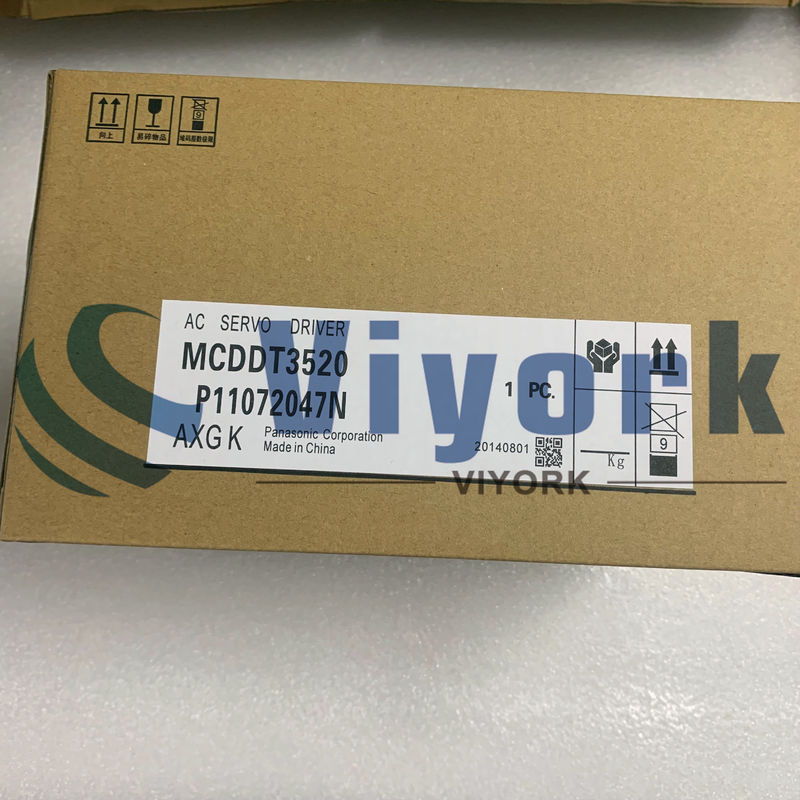 向上
易碎物品
9
堆码层数极限
AC SERVO DRIVER
MCDDT3520
P11072047N
AXGK
Panasonic Corporation
Made in China
1 PC.
20140801
Kg
9
Viyork
VIYORK